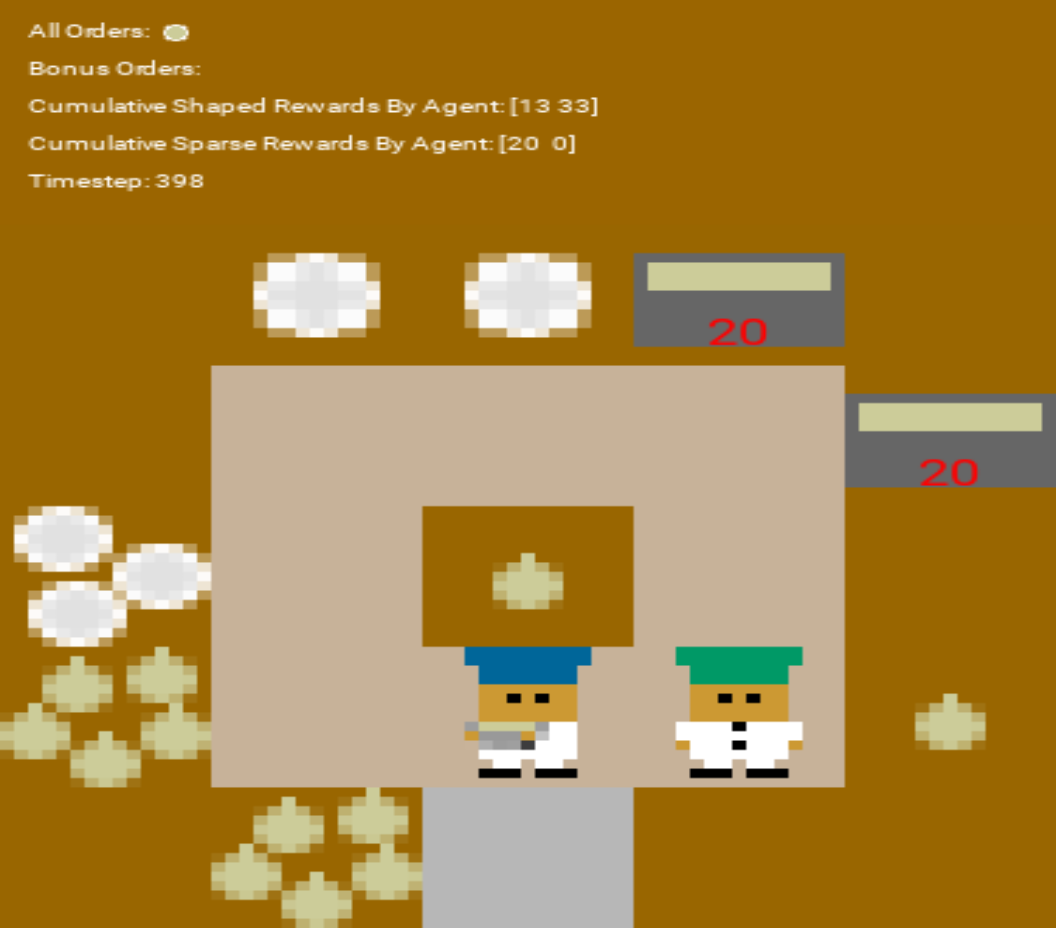 All Orders:
Bonus Orders:
Cumulative Shaped Rewards By Agent: [13 33]
Cumulative Sparse Rewards By Agent: [20  0]
Timestep: 398
20
20